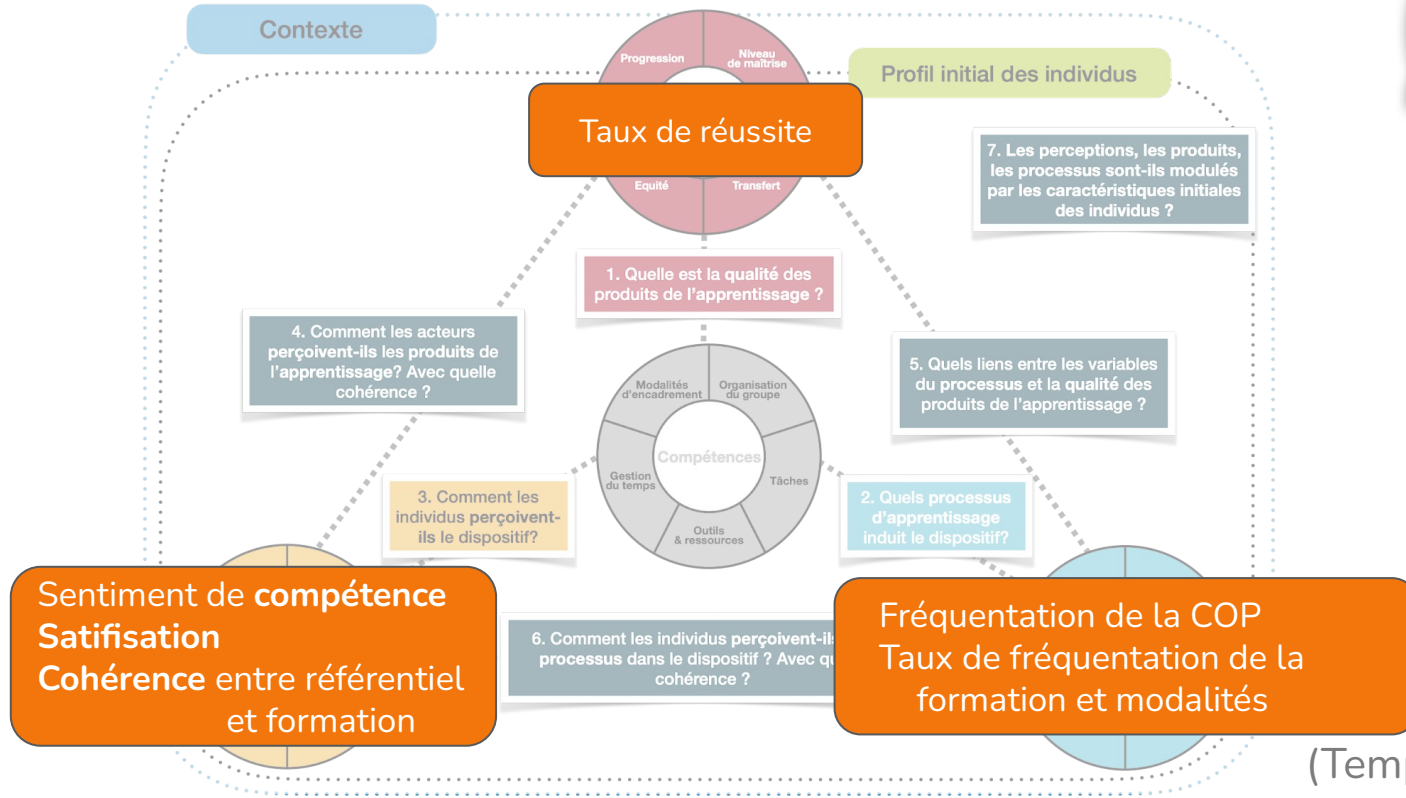 Contexte
Progression
Niveau
de maîtrise
Profil initial des individus
Taux de réussite
Equité
Transfert
7. Les perceptions, les produits,
les processus sont-ils modulés
par les caractéristiques initiales
des individus ?
1. Quelle est la qualité des
produits de l'apprentissage ?
4. Comment les acteurs
perçoivent-ils les produits de
l'apprentissage? Avec quelle
cohérence ?
5. Quels liens entre les variables
du processus et la qualité des
produits de l'apprentissage ?
Modalités
d'encadrement
Organisation
du groupe
Compétences
Gestion
du temps
Tâches
Outils
& ressources
3. Comment les
individus perçoivent-
ils le dispositif?
2. Quels processus
d'apprentissage
induit le dispositif?
Sentiment de compétence
Satifisation
Cohérence entre référentiel
et formation
6. Comment les individus perçoivent-il
processus dans le dispositif ? Avec qu
cohérence ?
Fréquentation de la COP
Taux de fréquentation de la
formation et modalités
(Temp